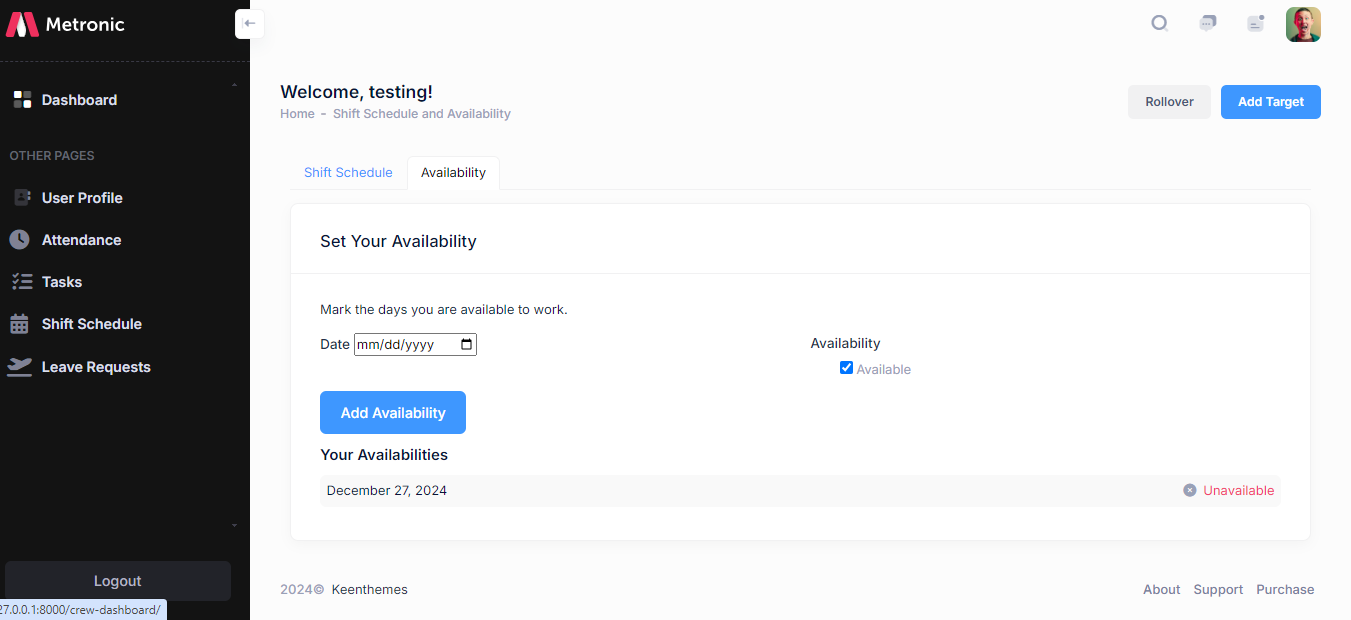 Metronic
Dashboard
OTHER PAGES
User Profile
Attendance
Tasks
Shift Schedule
Leave Requests
Logout
27.0.0.1:8000/crew-dashboard/
Welcome, testing!
Home - Shift Schedule and Availability
Rollover
Add Target
Shift Schedule
Availability
Set Your Availability
Mark the days you are available to work.
Date mm/dd/yyyy
Availability
Available
Add Availability
Your Availabilities
December 27, 2024
Unavailable
2024© Keenthemes
About Support Purchase